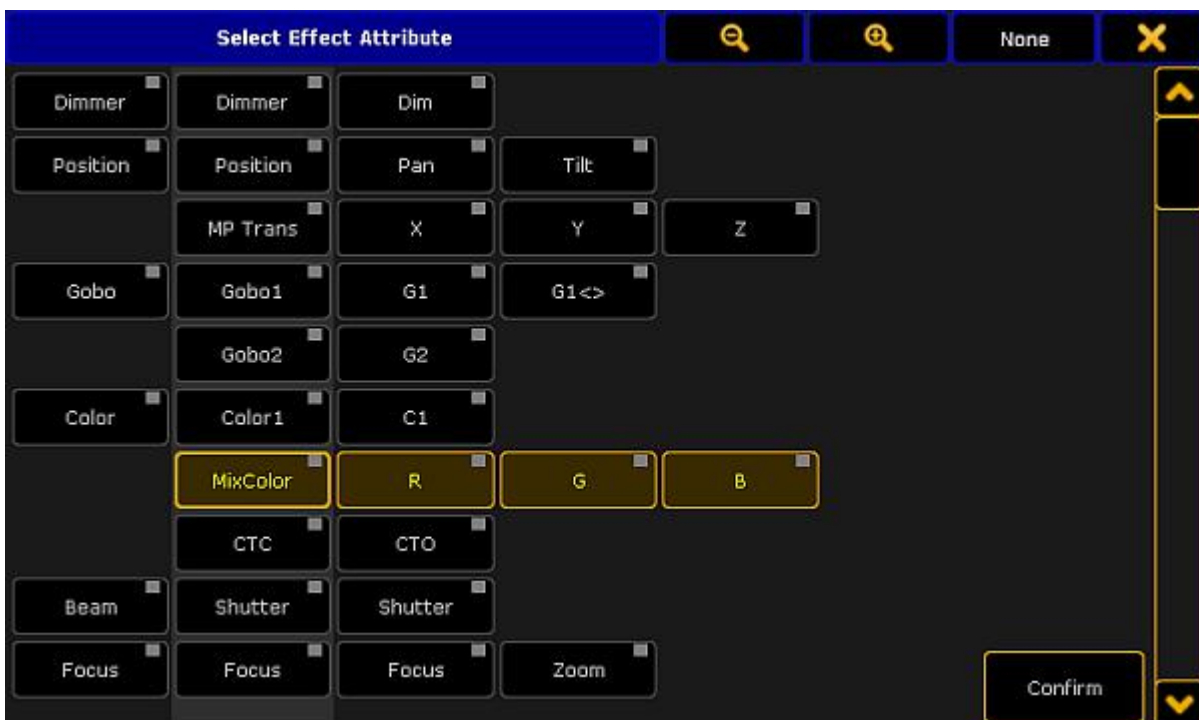 Select Effect Attribute None
Dimmer Dimmer Dim
Position Position Pan Tilt
MP Trans X Y Z
Gobo Gobo1 G1 G1<>
Gobo2 G2
Color Color1 C1
MixColor R G B
CTC CTO
Beam Shutter Shutter
Focus Focus Focus Zoom
Confirm